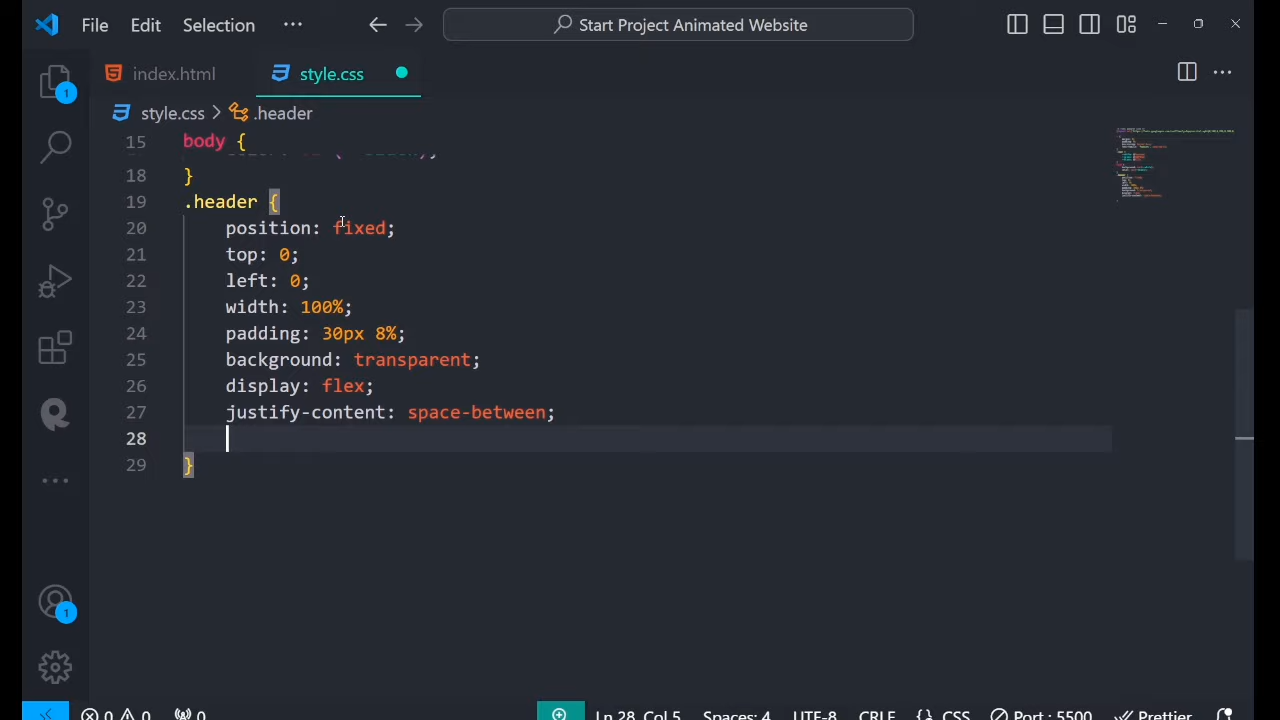 File Edit Selection ··· Start Project Animated Website
index.html style.css
style.css > .header
15 body {
18 }
19 .header {
20 position: fixed;
21 top: 0;
22 left: 0;
23 width: 100%;
24 padding: 30px 8%;
25 background: transparent;
26 display: flex;
27 justify-content: space-between;
28
29 }
1
1
0 0 0 Ln 28, Col 5 Spaces: 4 UTF-8 CRLF {} CSS Port : 5500 Prettier